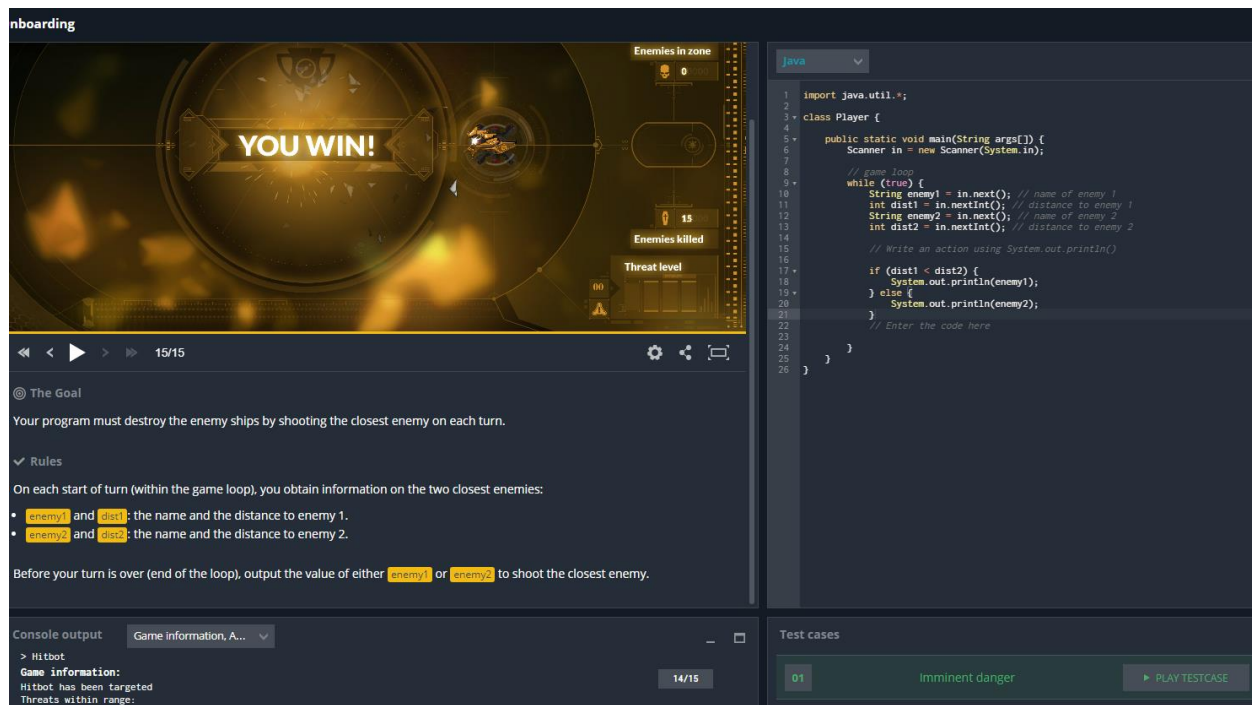 nboarding
Enemies in zone
0
YOU WIN!
15
Enemies killed
Threat level
00
15/15
The Goal
Your program must destroy the enemy ships by shooting the closest enemy on each turn.
Rules
On each start of turn (within the game loop), you obtain information on the two closest enemies:
• enemy1 and dist1: the name and the distance to enemy 1.
• enemy2 and dist2: the name and the distance to enemy 2.
Before your turn is over (end of the loop), output the value of either enemy1 or enemy2 to shoot the closest enemy.
Console output
Game information, A...
> Hitbot
Game information:
Hitbot has been targeted
Threats within range:
14/15
Java
1 import java.util.*;
2
3 class Player {
4
5 public static void main(String args[]) {
6 Scanner in = new Scanner(System.in);
7
8 // game loop
9 while (true) {
10 String enemy1 = in.next(); // name of enemy 1
11 int dist1 = in.nextInt(); // distance to enemy 1
12 String enemy2 = in.next(); // name of enemy 2
13 int dist2 = in.nextInt(); // distance to enemy 2
14
15 // Write an action using System.out.println()
16
17 if (dist1 < dist2) {
18 System.out.println(enemy1);
19 } else {
20 System.out.println(enemy2);
21 }
22 // Enter the code here
23
24 }
25 }
26 }
Test cases
01
Imminent danger
PLAY TESTCASE